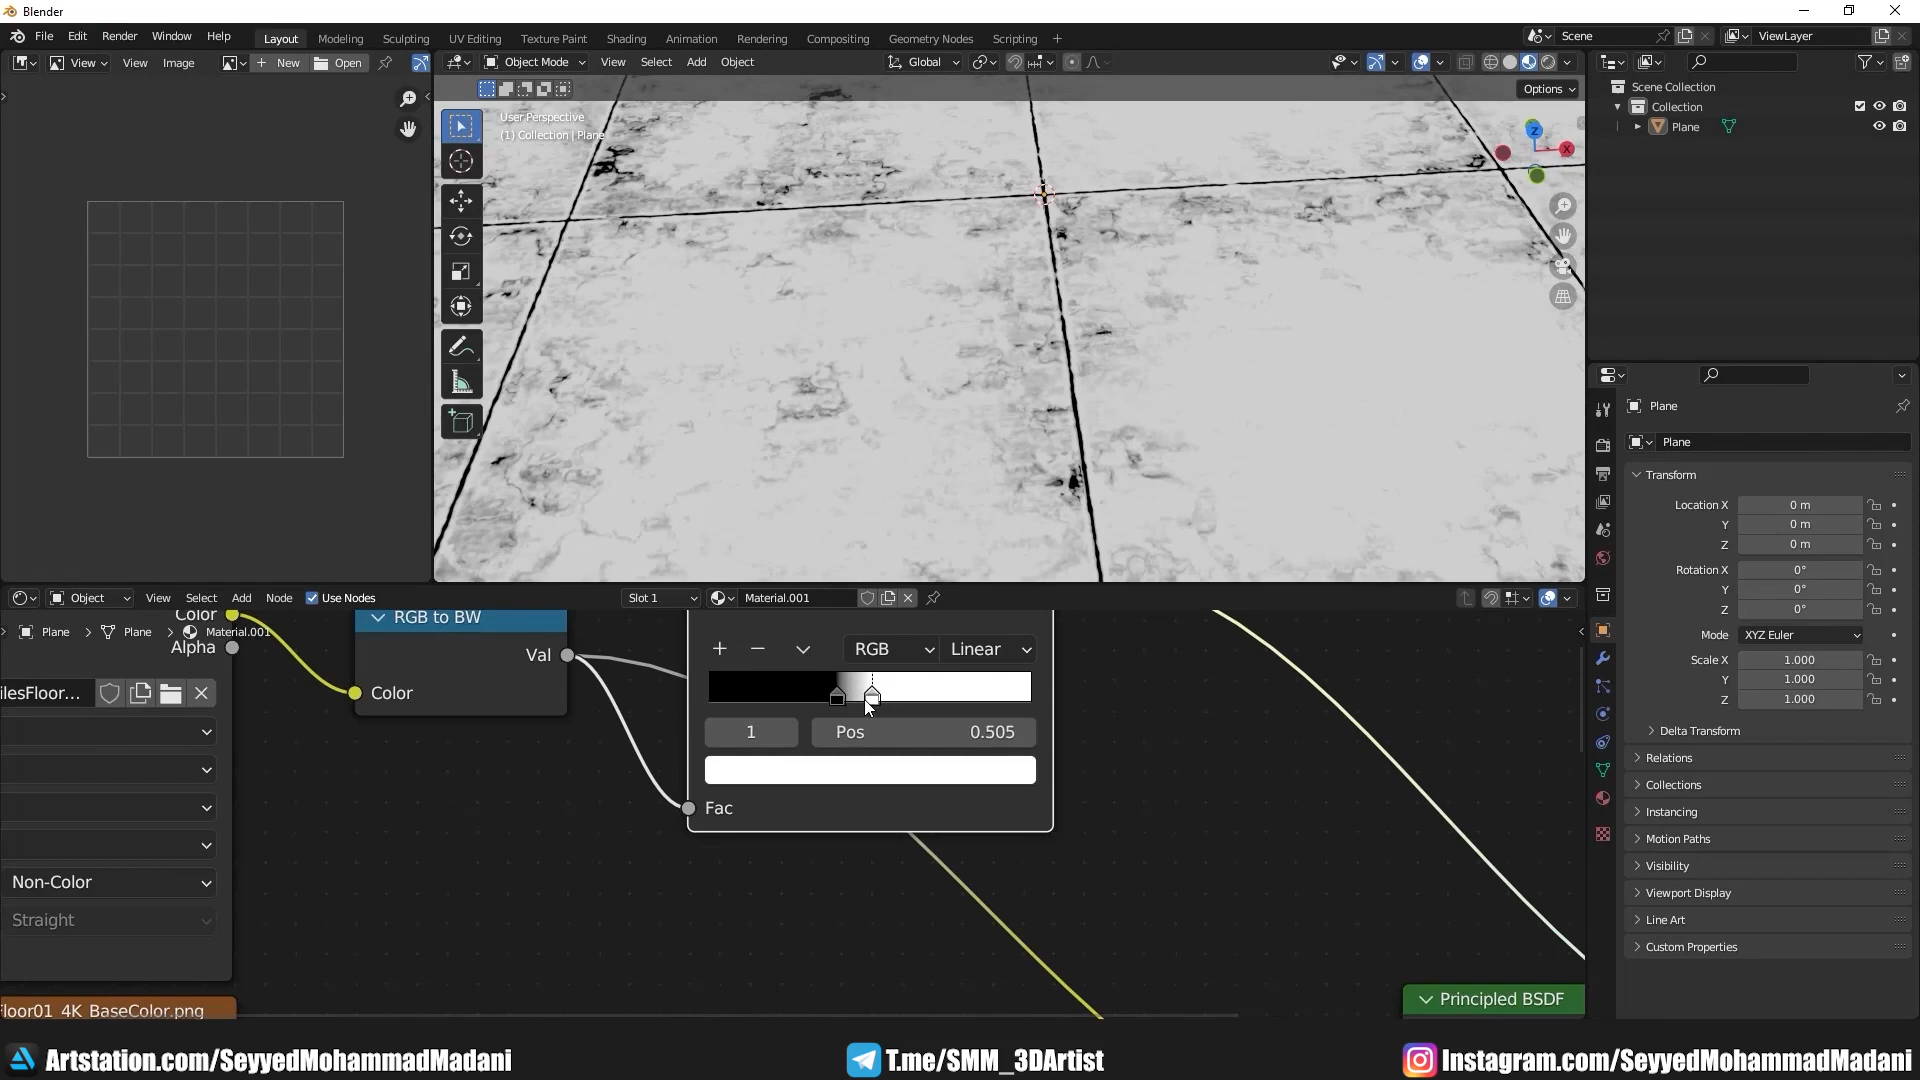 Blender
File Edit Render Window Help Layout Modeling Sculpting UV Editing Texture Paint Shading Animation Rendering Compositing Geometry Nodes Scripting + Scene ViewLayer
View View Image + New Open Object Mode View Select Add Object Global
Options
User Perspective
(1) Collection | Plane
Z
X
Scene Collection
Collection
Plane
Plane
Plane
Transform
Location X 0 m
Y 0 m
Z 0 m
Rotation X 0°
Y 0°
Z 0°
Mode XYZ Euler
Scale X 1.000
Y 1.000
Z 1.000
Delta Transform
Relations
Collections
Instancing
Motion Paths
Visibility
Viewport Display
Line Art
Custom Properties
Object View Select Add Node Use Nodes Slot 1 Material.001
Plane > Plane > Material.001
Color
Alpha
ilesFloor...
Non-Color
Straight
Floor01_4K_BaseColor.png
RGB to BW
Val
Color
+ − RGB Linear
1 Pos 0.505
Fac
Principled BSDF
Artstation.com/SeyyedMohammadMadani T.me/SMM_3DArtist Instagram.com/SeyyedMohammadMadani